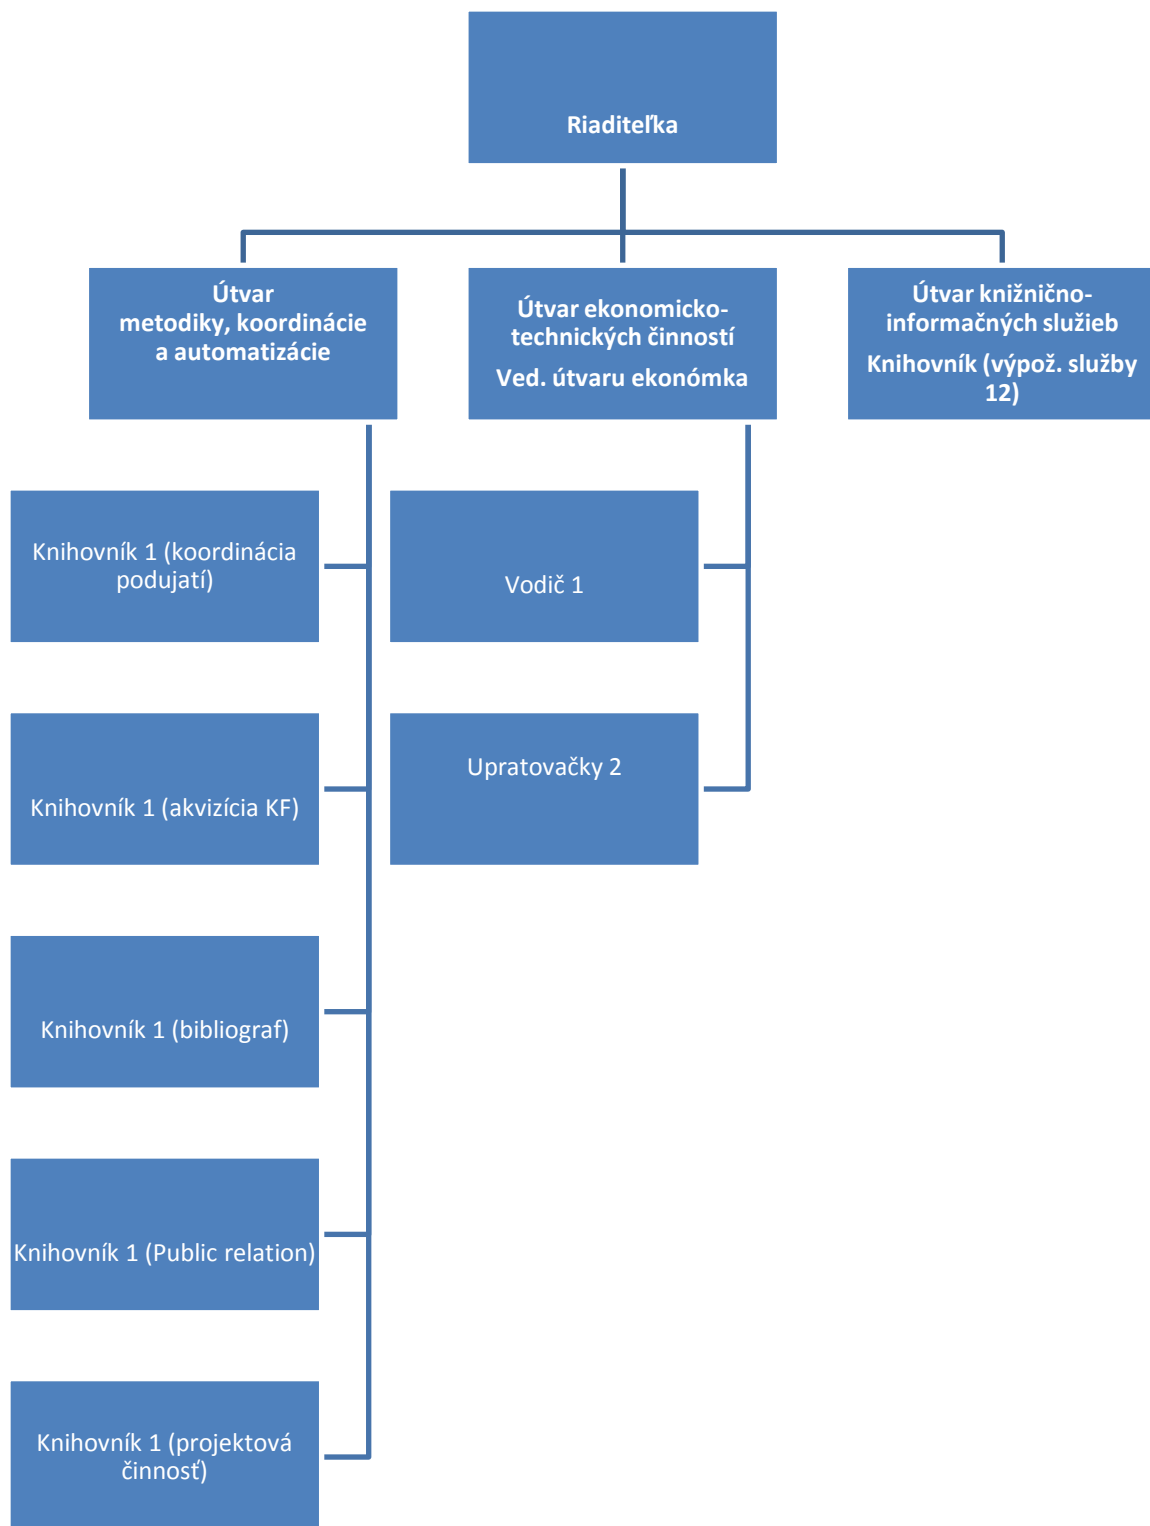 Riaditeľka
Útvar
metodiky, koordinácie
a automatizácie
Útvar ekonomicko-
technických činností
Ved. útvaru ekonómka
Útvar knižnično-
informačných služieb
Knihovník (výpož. služby
12)
Knihovník 1 (koordinácia
podujatí)
Vodič 1
Knihovník 1 (akvizícia KF)
Upratovačky 2
Knihovník 1 (bibliograf)
Knihovník 1 (Public relation)
Knihovník 1 (projektová
činnosť)